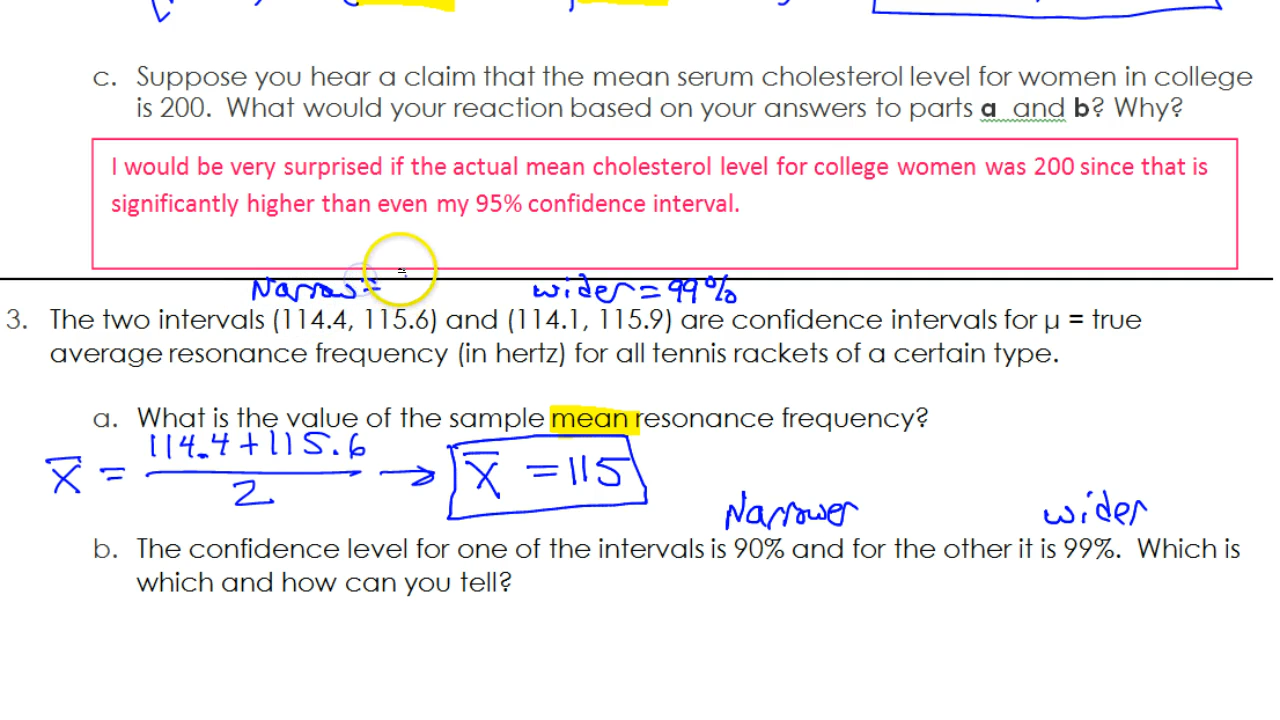 c. Suppose you hear a claim that the mean serum cholesterol level for women in college
is 200. What would your reaction based on your answers to parts a and b? Why?
I would be very surprised if the actual mean cholesterol level for college women was 200 since that is
significantly higher than even my 95% confidence interval.
Narrow = wider = 99%
3. The two intervals (114.4, 115.6) and (114.1, 115.9) are confidence intervals for μ = true
average resonance frequency (in hertz) for all tennis rackets of a certain type.
a. What is the value of the sample mean resonance frequency?
x̄ = 114.4 + 115.6 / 2 → x̄ = 115
Narrower wider
b. The confidence level for one of the intervals is 90% and for the other it is 99%. Which is
which and how can you tell?